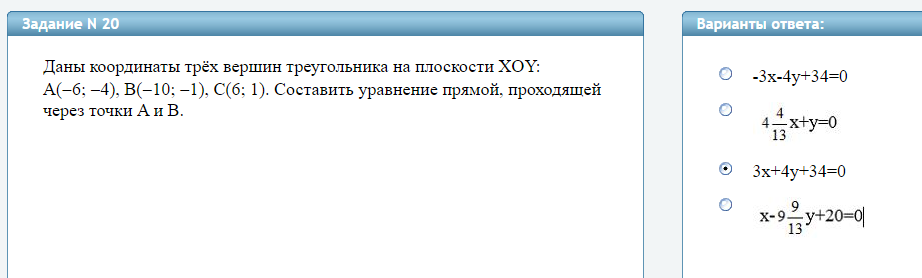 Задание N 20
Даны координаты трёх вершин треугольника на плоскости XOY:
A(−6; −4), B(−10; −1), C(6; 1). Составить уравнение прямой, проходящей
через точки A и B.
Варианты ответа:
-3x-4y+34=0
4 4/13 x+y=0
3x+4y+34=0
x-9 9/13 y+20=0